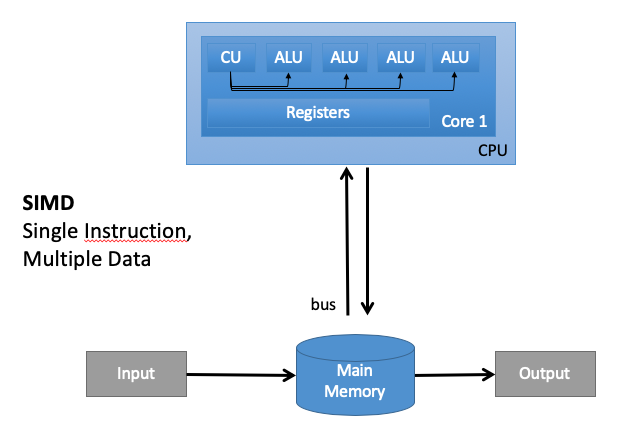 CU ALU ALU ALU ALU
Registers
Core 1
CPU
SIMD
Single Instruction,
Multiple Data
bus
Input
Main
Memory
Output